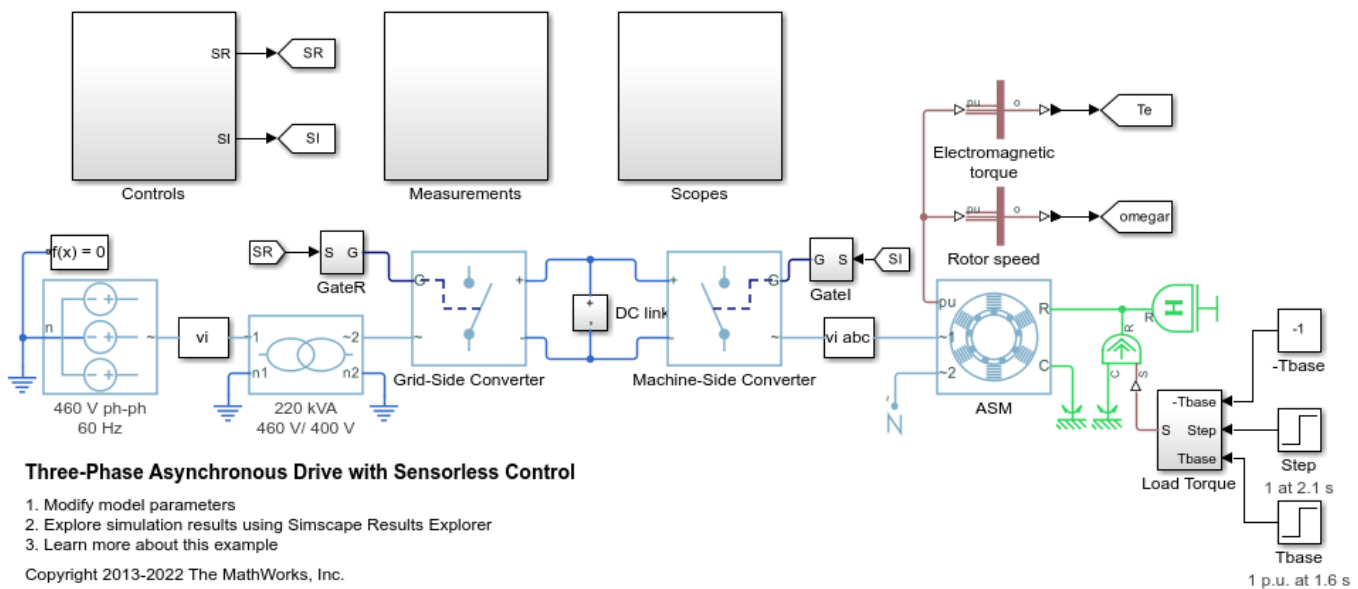 SR
SR
SI
SI
Controls
Measurements
Scopes
pu
o
Te
Electromagnetic
torque
pu
o
omegar
Rotor speed
f(x) = 0
SR
S G
GateR
G
+
-
Grid-Side Converter
+
-
DC link
+
-
G
~
Machine-Side Converter
G S
GateI
SI
n
~
460 V ph-ph
60 Hz
vi
~1
~2
n1
n2
220 kVA
460 V/ 400 V
~
vi abc
pu
~1
~2
R
C
ASM
~
N
R
C
S
R
H
-1
-Tbase
-Tbase
S
Step
Tbase
Load Torque
Step
1 at 2.1 s
Tbase
1 p.u. at 1.6 s
Three-Phase Asynchronous Drive with Sensorless Control
1. Modify model parameters
2. Explore simulation results using Simscape Results Explorer
3. Learn more about this example
Copyright 2013-2022 The MathWorks, Inc.